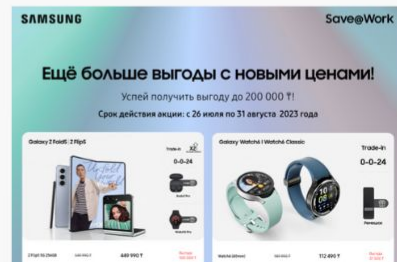 SAMSUNG
Save@Work
Ещё больше выгоды с новыми ценами!
Успей получить выгоду до 200 000 ₸!
Срок действия акции: с 26 июля по 31 августа 2023 года
Galaxy Z Fold5 | Z Flip5
Trade-in
0-0-24
Galaxy Watch6 | Watch6 Classic
Trade-in
0-0-24
449 990 ₸
112 490 ₸